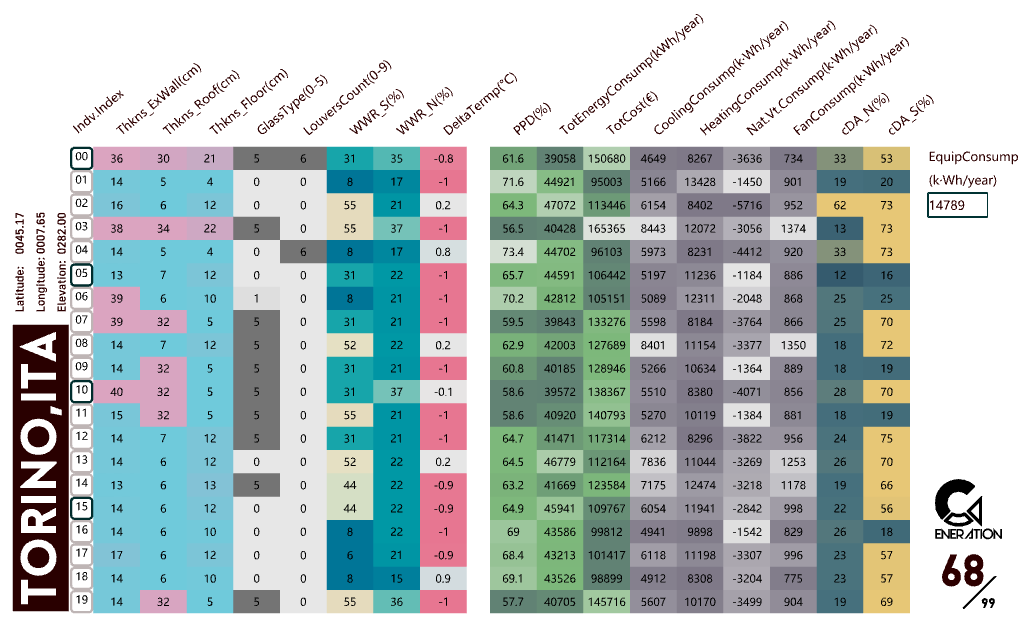 Indv.Index Thkns_ExWall(cm) Thkns_Roof(cm) Thkns_Floor(cm) GlassType(0-5) LouversCount(0-9) WWR_S(%) WWR_N(%) DeltaTermp(°C) PPD(%) TotEnergyConsump(kWh/year) TotCost(€) CoolingConsump(k·Wh/year) HeatingConsump(k·Wh/year) Nat.Vt.Consump(k·Wh/year) FanConsump(k·Wh/year) cDA_N(%) cDA_S(%)
00 36 30 21 5 6 31 35 -0.8 61.6 39058 150680 4649 8267 -3636 734 33 53
01 14 5 4 0 0 8 17 -1 71.6 44921 95003 5166 13428 -1450 901 19 20
02 16 6 12 0 0 55 21 0.2 64.3 47072 113446 6154 8402 -5716 952 62 73
03 38 34 22 5 0 55 37 -1 56.5 40428 165365 8443 12072 -3056 1374 13 73
04 14 5 4 0 6 8 17 0.8 73.4 44702 96103 5973 8231 -4412 920 33 73
05 13 7 12 0 0 31 22 -1 65.7 44591 106442 5197 11236 -1184 886 12 16
06 39 6 10 1 0 8 21 -1 70.2 42812 105151 5089 12311 -2048 868 25 25
07 39 32 5 5 0 31 21 -1 59.5 39843 133276 5598 8184 -3764 866 25 70
08 14 7 12 5 0 52 22 0.2 62.9 42003 127689 8401 11154 -3377 1350 18 72
09 14 32 5 5 0 31 21 -1 60.8 40185 128946 5266 10634 -1364 889 18 19
10 40 32 5 5 0 31 37 -0.1 58.6 39572 138367 5510 8380 -4071 856 28 70
11 15 32 5 5 0 55 21 -1 58.6 40920 140793 5270 10119 -1384 881 18 19
12 14 7 12 5 0 31 21 -1 64.7 41471 117314 6212 8296 -3822 956 24 75
13 14 6 12 0 0 52 22 0.2 64.5 46779 112164 7836 11044 -3269 1253 26 70
14 13 6 13 5 0 44 22 -0.9 63.2 41669 123584 7175 12474 -3218 1178 19 66
15 14 6 12 0 0 44 22 -0.9 64.9 45941 109767 6054 11941 -2842 998 22 56
16 14 6 10 0 0 8 22 -1 69 43586 99812 4941 9898 -1542 829 26 18
17 17 6 12 0 0 6 21 -0.9 68.4 43213 101417 6118 11198 -3307 996 23 57
18 14 6 10 0 0 8 15 0.9 69.1 43526 98899 4912 8308 -3204 775 23 57
19 14 32 5 5 0 55 36 -1 57.7 40705 145716 5607 10170 -3499 904 19 69
EquipConsump
(k·Wh/year)
14789
Latitude: 0045.17
Longitude: 0007.65
Elevation: 0282.00
TORINO,ITA
ENERATION
68/99